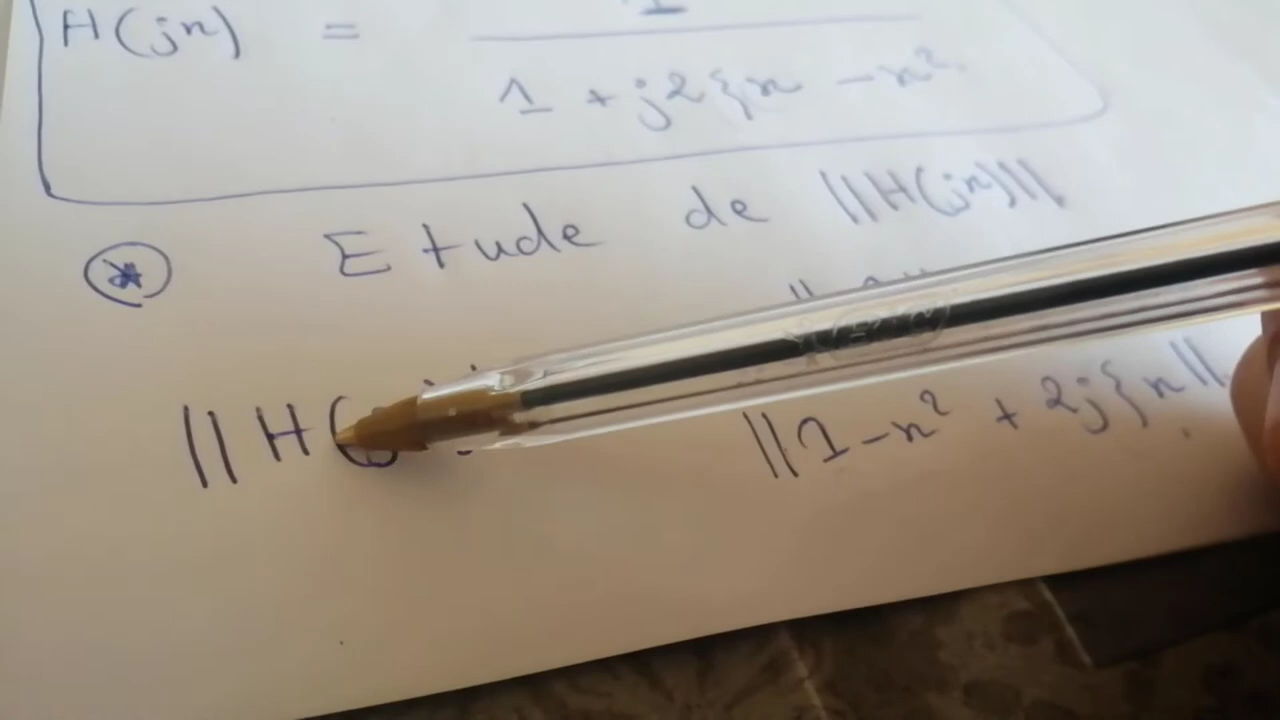 H(jx) = 1
1 + j2ξx - x²
Etude de ||H(jx)||
||H(j
||1-x² + 2jξx||.